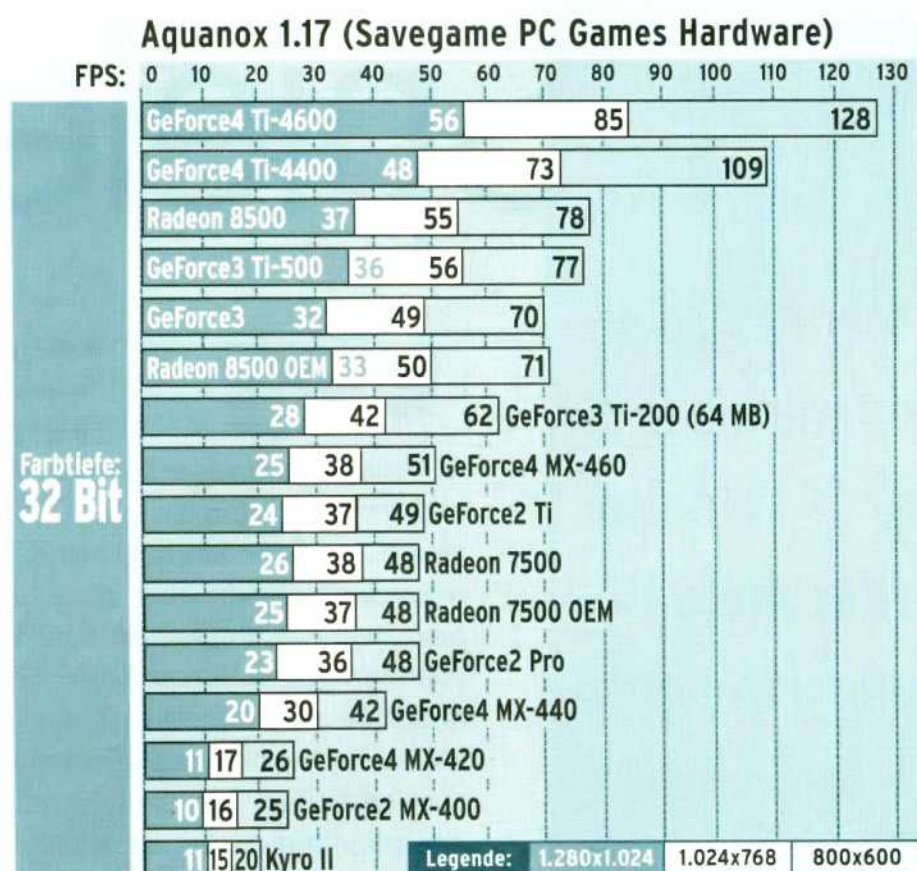 Aquanox 1.17 (Savegame PC Games Hardware)
FPS: 0 10 20 30 40 50 60 70 80 90 100 110 120 130
GeForce4 Ti-4600 56 85 128
GeForce4 Ti-4400 48 73 109
Radeon 8500 37 55 78
GeForce3 Ti-500 36 56 77
GeForce3 32 49 70
Radeon 8500 OEM 33 50 71
28 42 62 GeForce3 Ti-200 (64 MB)
Farbtiefe:
32 Bit
25 38 51 GeForce4 MX-460
24 37 49 GeForce2 Ti
26 38 48 Radeon 7500
25 37 48 Radeon 7500 OEM
23 36 48 GeForce2 Pro
20 30 42 GeForce4 MX-440
11 17 26 GeForce4 MX-420
10 16 25 GeForce2 MX-400
11 15 20 Kyro II
Legende: 1.280x1.024 1.024x768 800x600